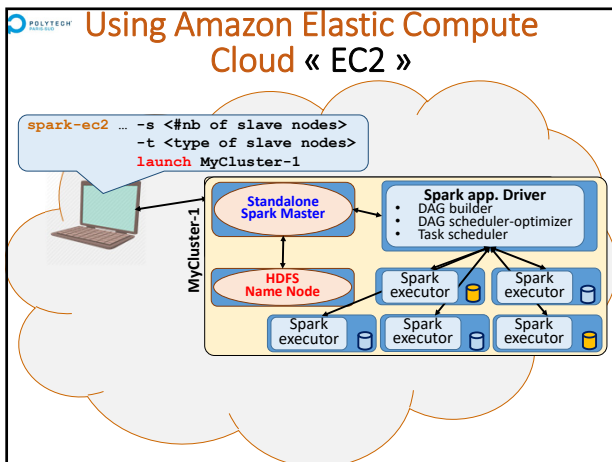 POLYTECH
PARIS-SUD
Using Amazon Elastic Compute
Cloud « EC2 »
spark-ec2 … -s <#nb of slave nodes>
-t <type of slave nodes>
launch MyCluster-1
MyCluster-1
Standalone
Spark Master
Spark app. Driver
• DAG builder
• DAG scheduler-optimizer
• Task scheduler
HDFS
Name Node
Spark
executor
Spark
executor
Spark
executor
Spark
executor
Spark
executor